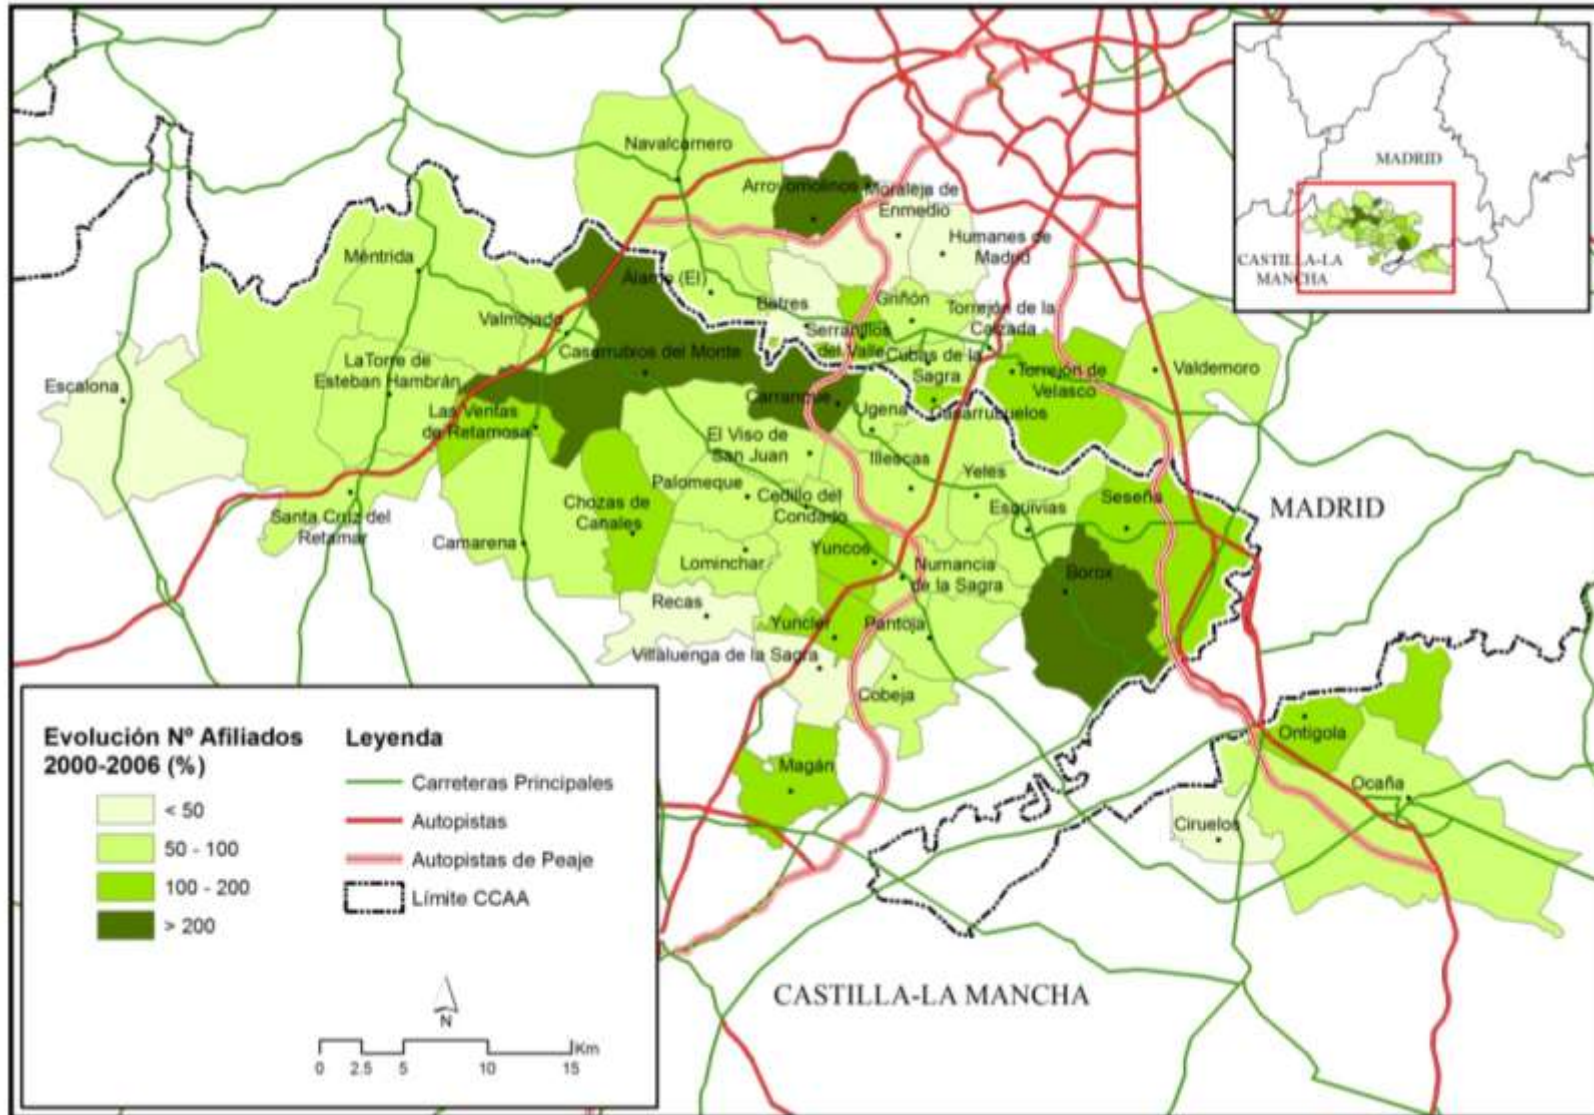 MADRID
CASTILLA-LA
MANCHA
Navalcarnero
Arroyomolinos
Moraleja de
Enmedio
Humanes de
Madrid
Méntrida
Alamo (El)
Batres
Griñón
Torrejón de la
Calzada
Valmojado
Serranillos
del Valle
Casarrubios del Monte
Cubas de la
Sagra
Torrejón de
Velasco
Valdemoro
La Torre de
Esteban Hambrán
Escalona
Carranque
Ugena
Casarrubuelos
Las Ventas
de Retamosa
El Viso de
San Juan
Illescas
Palomeque
Yeles
Chozas de
Canales
Cedillo del
Condado
Esquivias
Seseña
MADRID
Santa Cruz del
Retamar
Camarena
Lominchar
Yuncos
Numancia
de la Sagra
Borox
Recas
Yuncler
Pantoja
Villaluenga de la Sagra
Cobeja
Ontigola
Magán
Ocaña
Ciruelos
CASTILLA-LA MANCHA
Evolución Nº Afiliados
2000-2006 (%)
< 50
50 - 100
100 - 200
> 200
Leyenda
Carreteras Principales
Autopistas
Autopistas de Peaje
Límite CCAA
N
Km
0 2.5 5 10 15